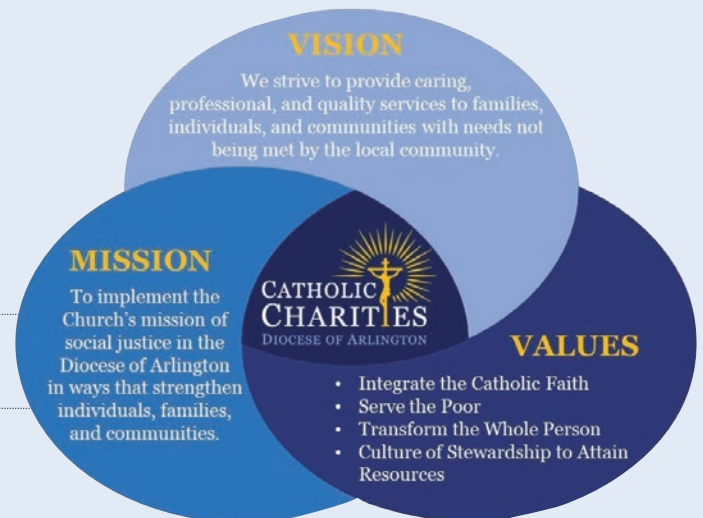 VISION
We strive to provide caring,
professional, and quality services to families,
individuals, and communities with needs not
being met by the local community.
MISSION
To implement the
Church's mission of
social justice in the
Diocese of Arlington
in ways that strengthen
individuals, families,
and communities.
CATHOLIC
CHARITIES
DIOCESE OF ARLINGTON
VALUES
• Integrate the Catholic Faith
• Serve the Poor
• Transform the Whole Person
• Culture of Stewardship to Attain
Resources